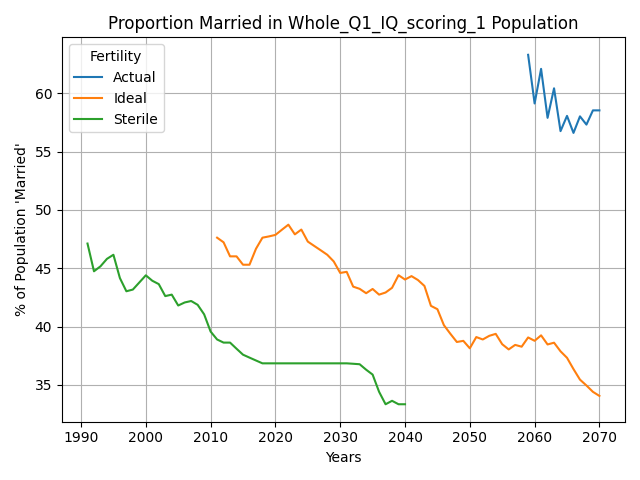 Proportion Married in Whole_Q1_IQ_scoring_1 Population
Fertility
Actual
Ideal
Sterile
% of Population 'Married'
60
55
50
45
40
35
1990 2000 2010 2020 2030 2040 2050 2060 2070
Years